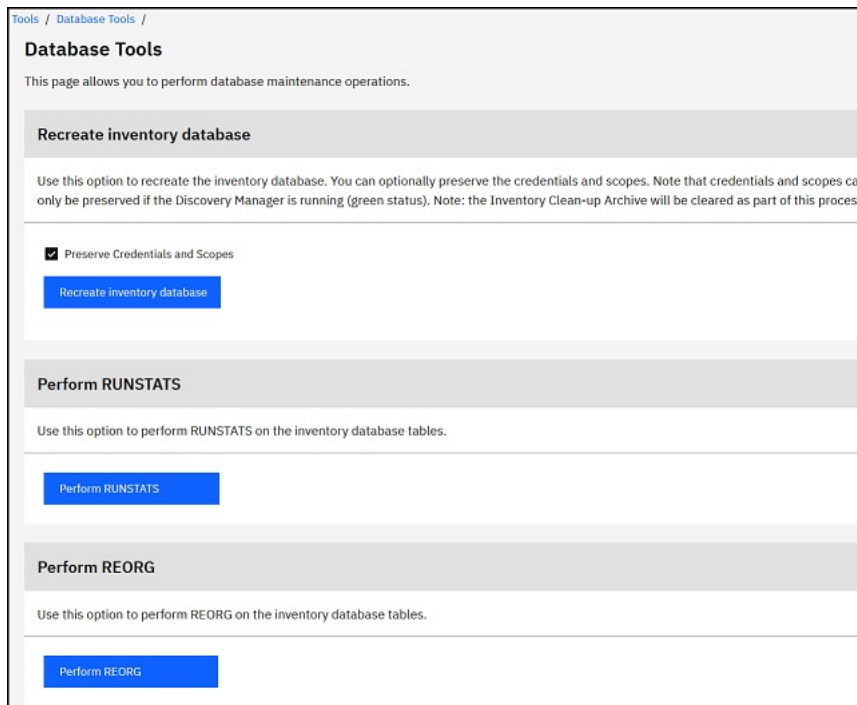 Tools / Database Tools /
Database Tools
This page allows you to perform database maintenance operations.
Recreate inventory database
Use this option to recreate the inventory database. You can optionally preserve the credentials and scopes. Note that credentials and scopes ca
only be preserved if the Discovery Manager is running (green status). Note: the Inventory Clean-up Archive will be cleared as part of this proces
Preserve Credentials and Scopes
Recreate inventory database
Perform RUNSTATS
Use this option to perform RUNSTATS on the inventory database tables.
Perform RUNSTATS
Perform REORG
Use this option to perform REORG on the inventory database tables.
Perform REORG